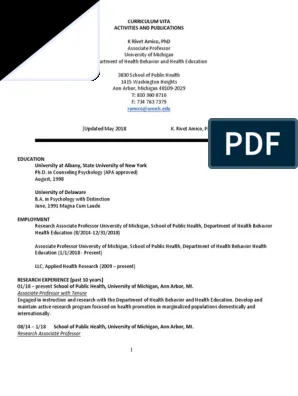 CURRICULUM VITA
ACTIVITIES AND PUBLICATIONS
K Rivet Amico, PhD
Associate Professor
University of Michigan
artment of Health Behavior and Health Education
3830 School of Public Health
1415 Washington Heights
Ann Arbor, Michigan 48109-2029
T: 810 360 8716
F: 734 763 7379
ramico@umich.edu
Updated May 2018 K. Rivet Amico, P
PDF
EDUCATION
University at Albany, State University of New York
Ph.D. in Counseling Psychology (APA approved)
August, 1998
University of Delaware
B.A. in Psychology with Distinction
June, 1991 Magna Cum Laude
EMPLOYMENT
Research Associate Professor University of Michigan, School of Public Health, Department of Health Behavior
Health Education (8/2014-12/31/2018)
Associate Professor University of Michigan, School of Public Health, Department of Health Behavior Health
Education (1/1/2018 - Present)
LLC, Applied Health Research (2009 – present)
RESEARCH EXPERIENCE [past 10 years]
01/18 – present School of Public Health, University of Michigan, Ann Arbor, MI.
Associate Professor with Tenure
Engaged in instruction and research with the Department of Health Behavior and Health Education. Develop and
maintain active research program focused on health promotion in marginalized populations domestically and
internationally.
08/14 – 1/18 School of Public Health, University of Michigan, Ann Arbor, MI.
Research Associate Professor
1